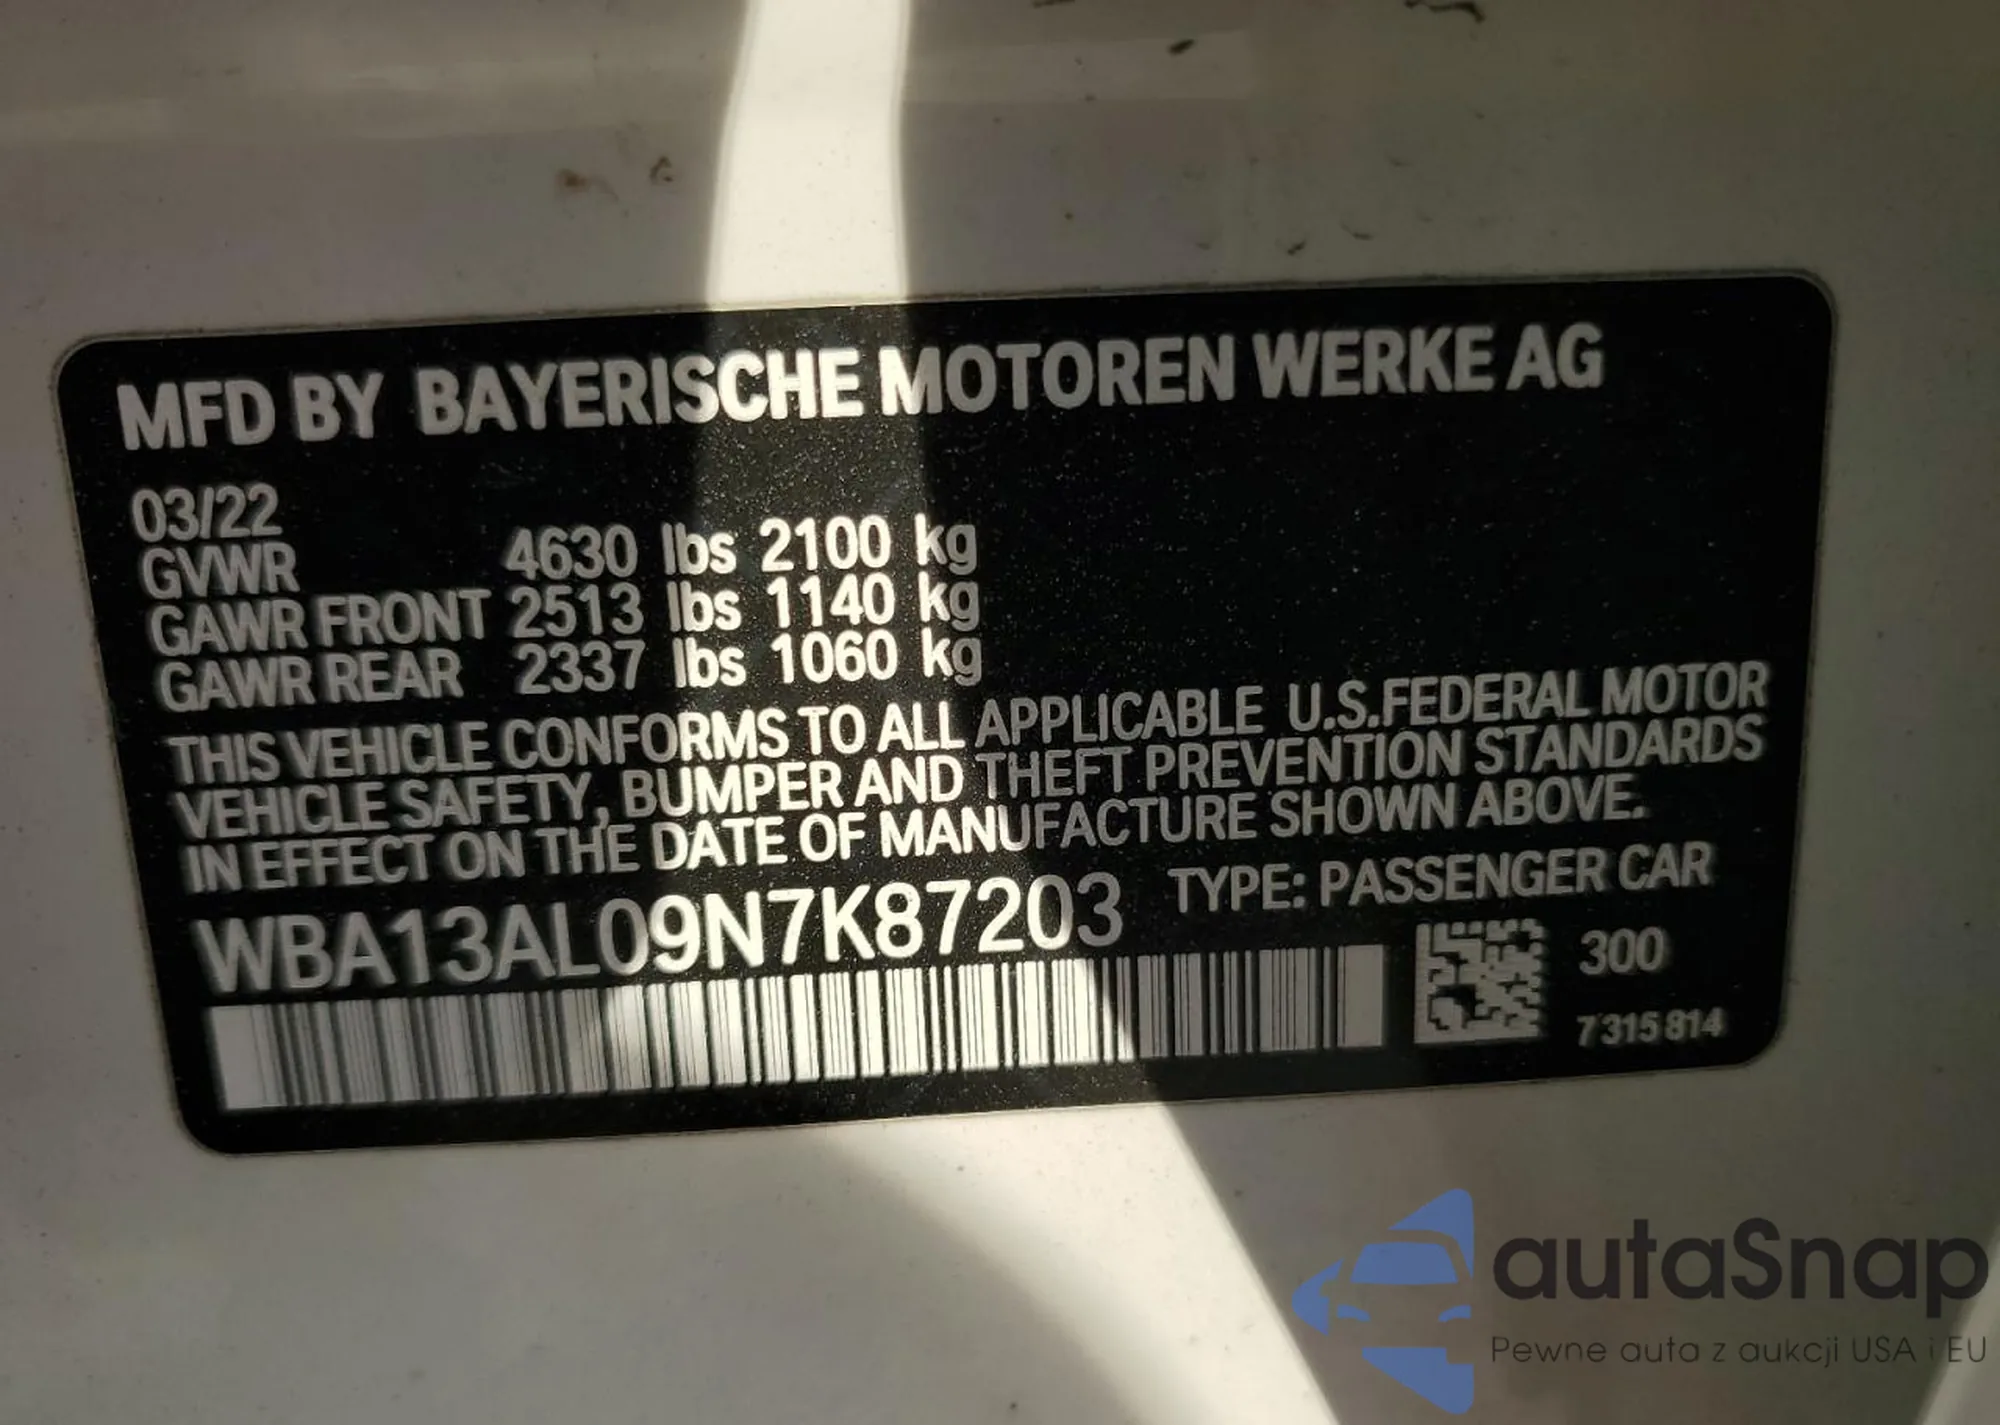 MFD BY BAYERISCHE MOTOREN WERKE AG
03/22
GVWR 4630 lbs 2100 kg
GAWR FRONT 2513 lbs 1140 kg
GAWR REAR 2337 lbs 1060 kg
THIS VEHICLE CONFORMS TO ALL APPLICABLE U.S.FEDERAL MOTOR
VEHICLE SAFETY, BUMPER AND THEFT PREVENTION STANDARDS
IN EFFECT ON THE DATE OF MANUFACTURE SHOWN ABOVE.
WBA13AL09N7K87203 TYPE: PASSENGER CAR
300
7315814
autaSnap
Pewne auta z aukcji USA i EU